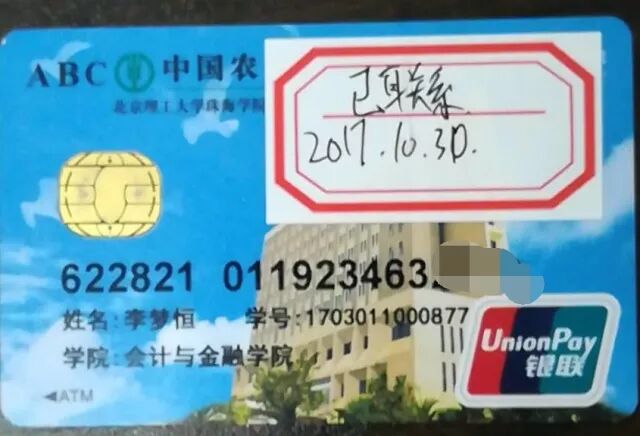 ABC 中国农
北京理工大学珠海学院
已自联系
2017.10.30.
622821 0119234633
姓名:李梦恒 学号:1703011000877
学院:会计与金融学院
UnionPay
银联
◀ATM